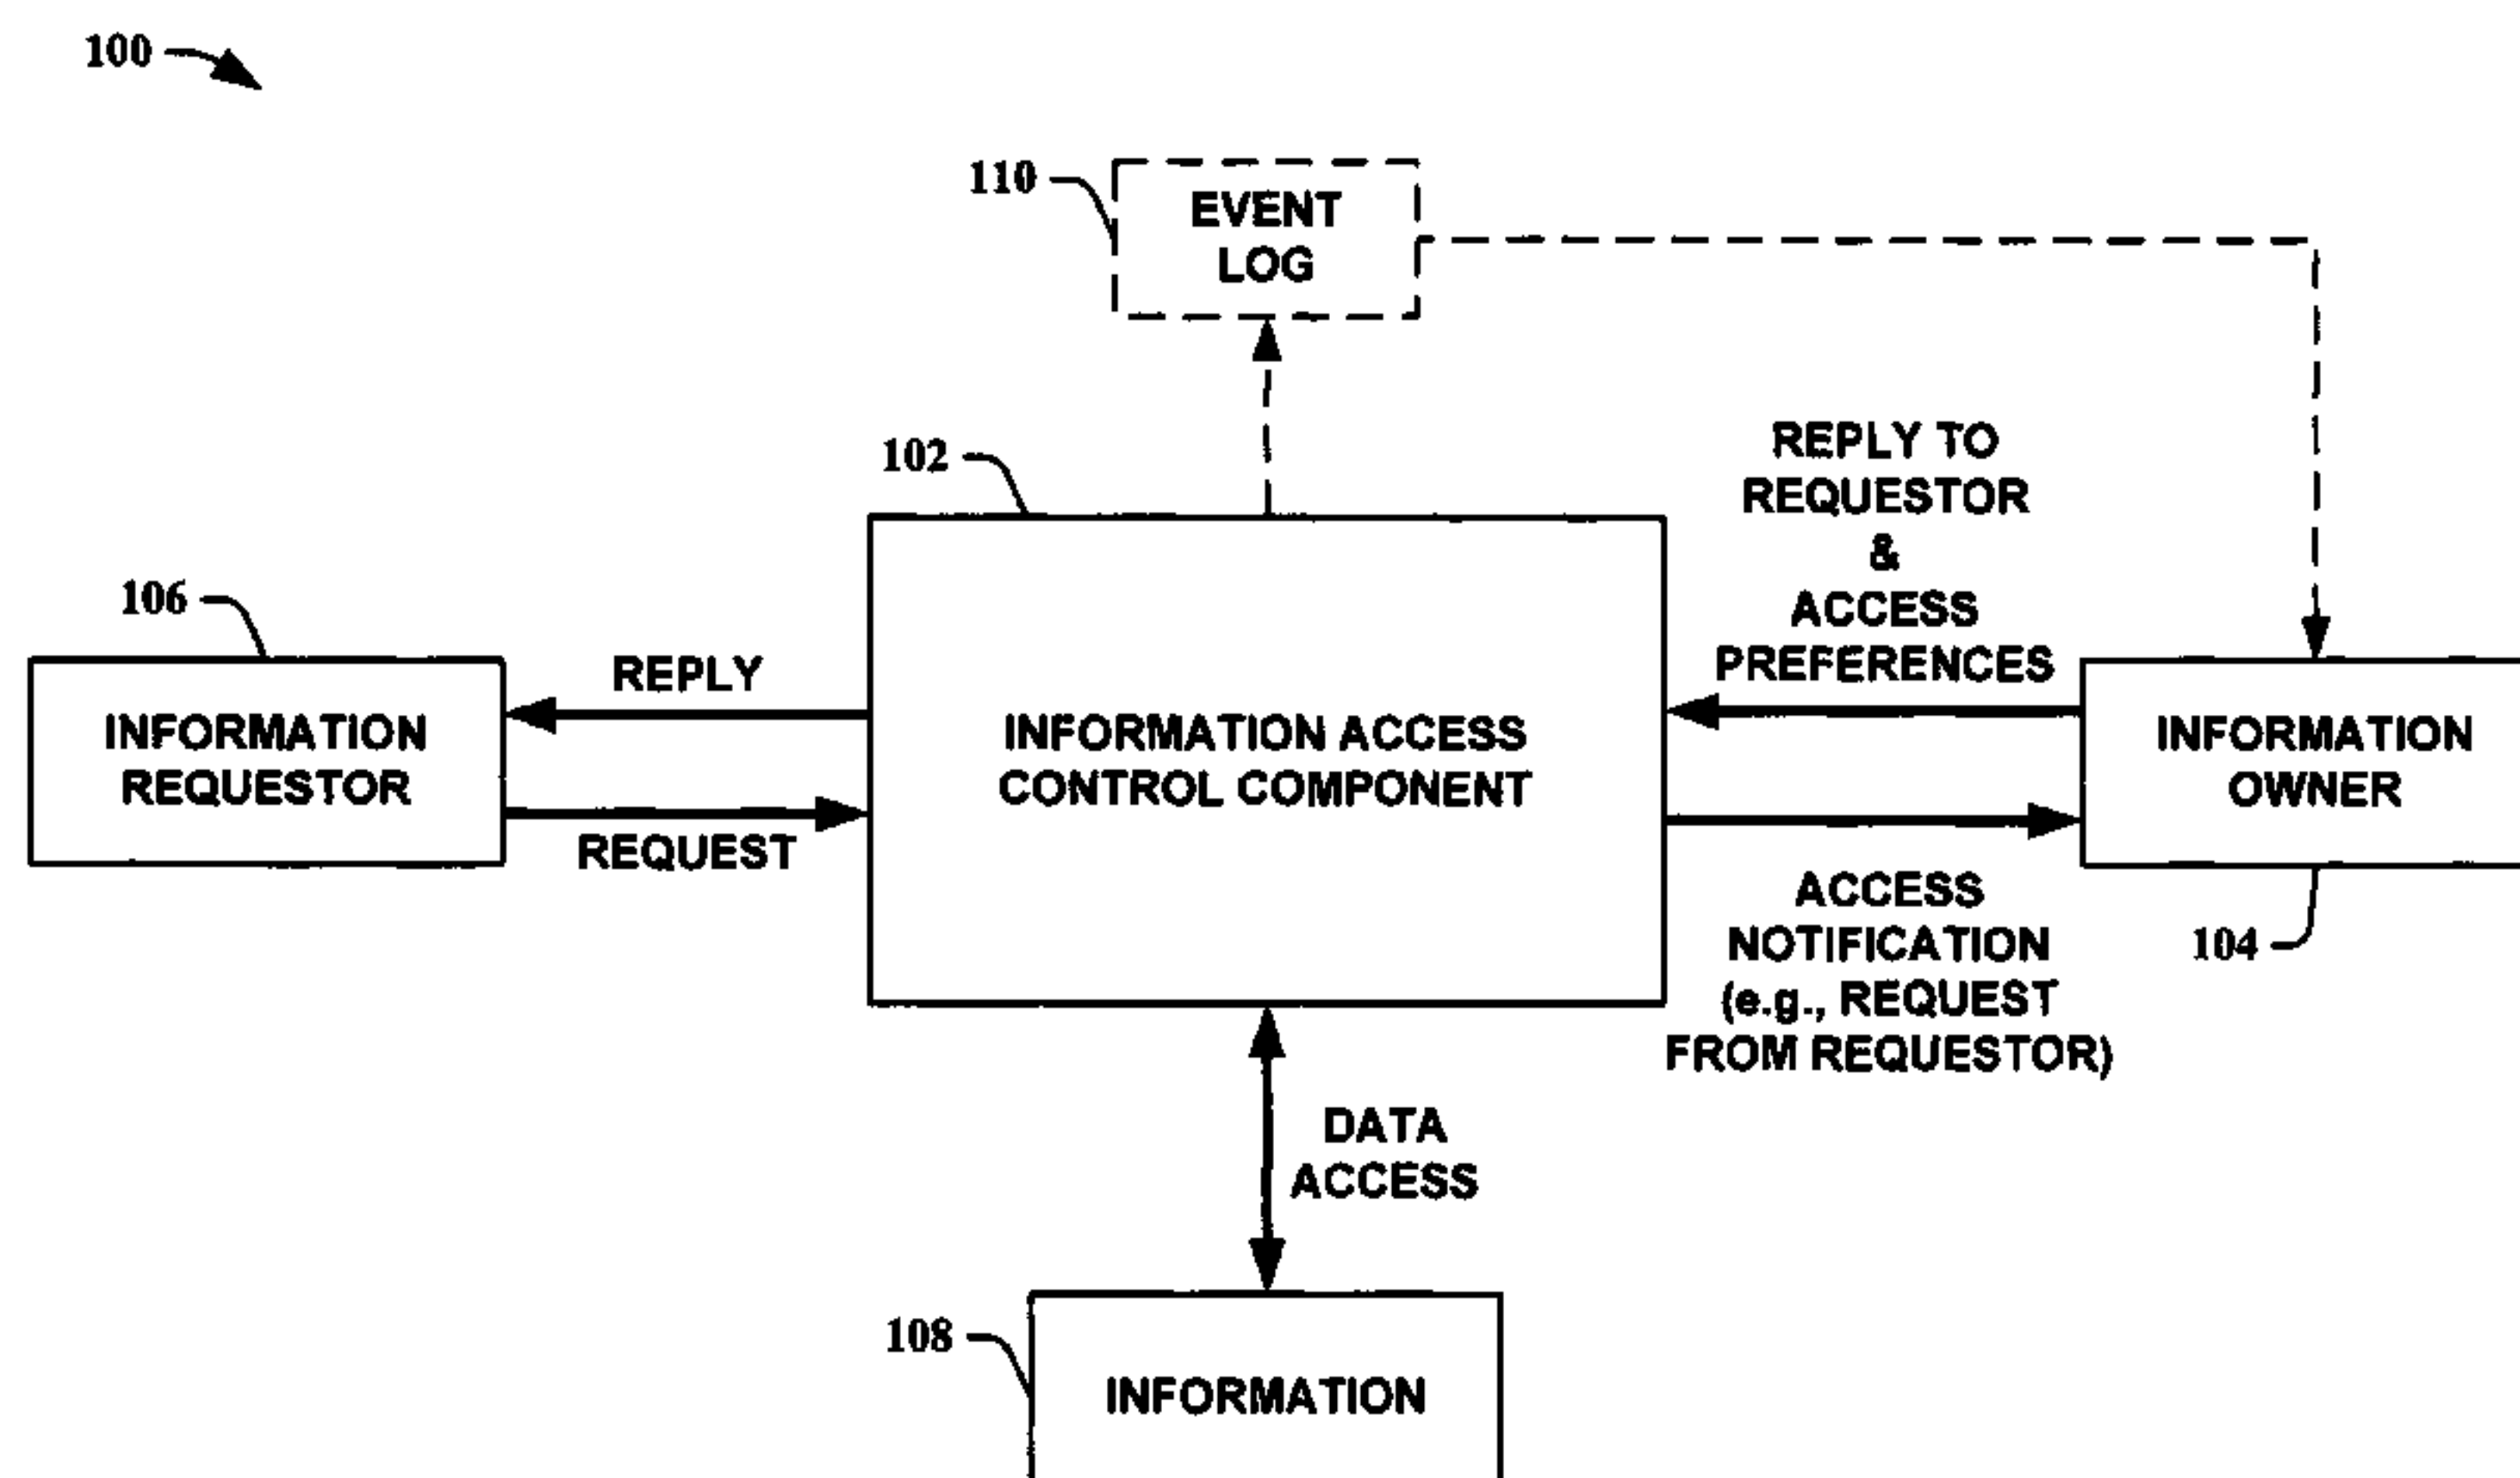 100
110
EVENT
LOG
102
REPLY TO
REQUESTOR
&
ACCESS
PREFERENCES
106
REPLY
INFORMATION
REQUESTOR
REQUEST
INFORMATION ACCESS
CONTROL COMPONENT
INFORMATION
OWNER
104
ACCESS
NOTIFICATION
(e.g., REQUEST
FROM REQUESTOR)
DATA
ACCESS
108
INFORMATION